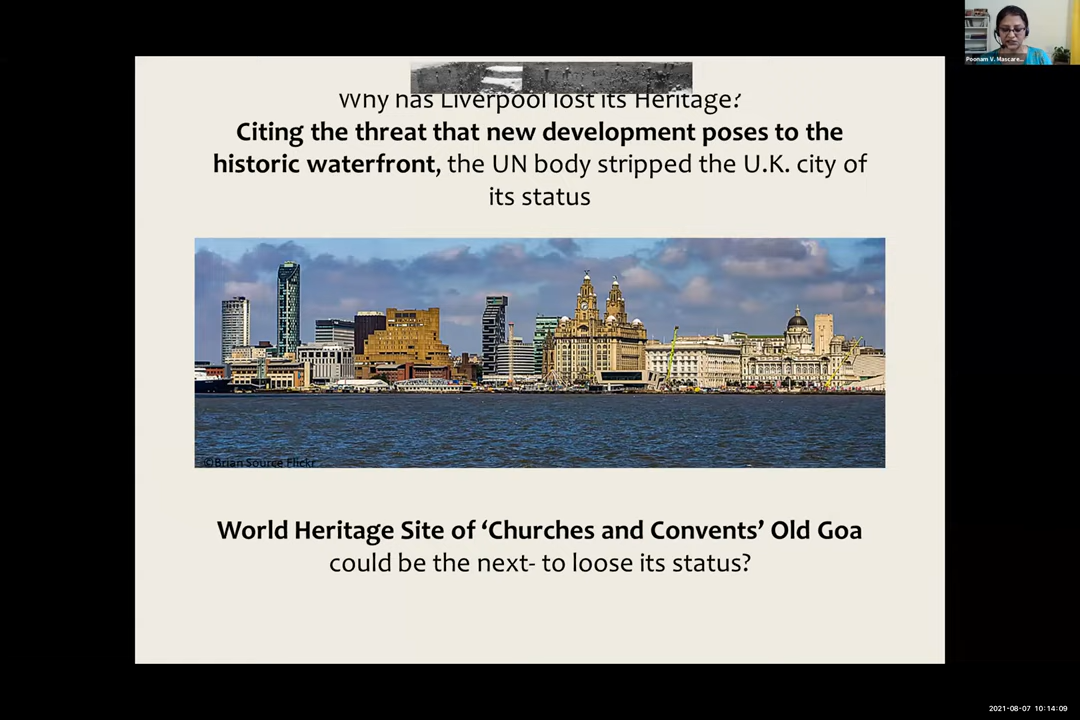 Poonam V. Mascare...
Why has Liverpool lost its Heritage?
Citing the threat that new development poses to the
historic waterfront, the UN body stripped the U.K. city of
its status
©Brian Source Flickr
World Heritage Site of ‘Churches and Convents’ Old Goa
could be the next- to loose its status?
2021-08-07 10:14:09